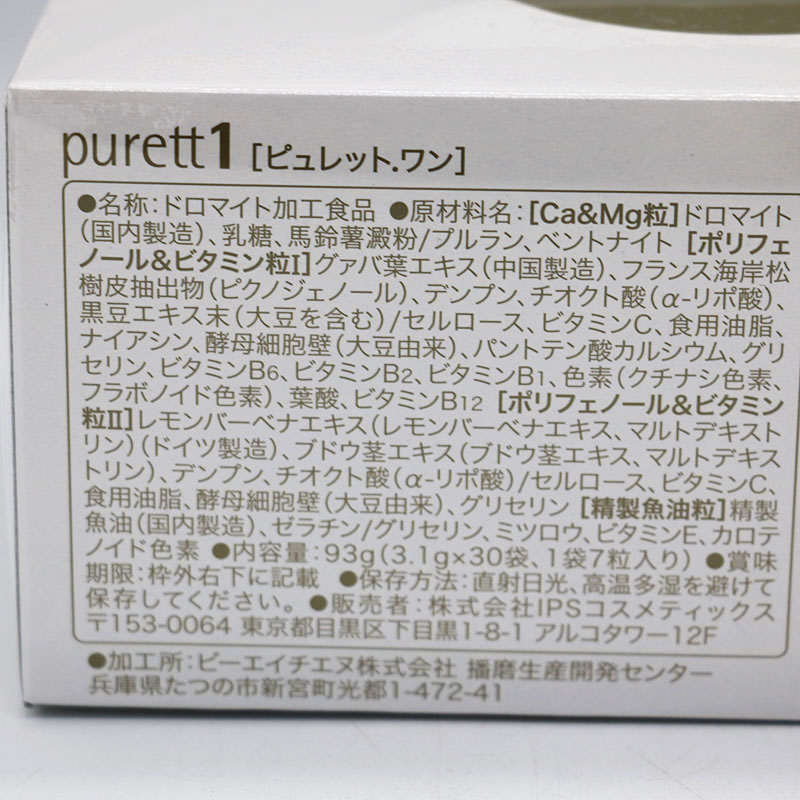 purett1 [ピュレット.ワン]
●名称:ドロマイト加工食品 ●原材料名:[Ca&Mg粒]ドロマイト
(国内製造)、乳糖、馬鈴薯澱粉/プルラン、ベントナイト [ポリフェ
ノール&ビタミン粒I]グァバ葉エキス(中国製造)、フランス海岸松
樹皮抽出物(ピクノジェノール)、デンプン、チオクト酸(α-リポ酸)、
黒豆エキス末(大豆を含む)/セルロース、ビタミンC、食用油脂、
ナイアシン、酵母細胞壁(大豆由来)、パントテン酸カルシウム、グリ
セリン、ビタミンB6、ビタミンB2、ビタミンB1、色素(クチナシ色素、
フラボノイド色素)、葉酸、ビタミンB12 [ポリフェノール&ビタミン
粒II]レモンバーベナエキス(レモンバーベナエキス、マルトデキスト
リン)(ドイツ製造)、ブドウ茎エキス(ブドウ茎エキス、マルトデキス
トリン)、デンプン、チオクト酸(α-リポ酸)/セルロース、ビタミンC、
食用油脂、酵母細胞壁(大豆由来)、グリセリン [精製魚油粒]精製
魚油(国内製造)、ゼラチン/グリセリン、ミツロウ、ビタミンE、カロテ
ノイド色素 ●内容量:93g(3.1g×30袋、1袋7粒入り) ●賞味
期限:枠外右下に記載 ●保存方法:直射日光、高温多湿を避けて
保存してください。●販売者:株式会社IPSコスメティックス
〒153-0064 東京都目黒区下目黒1-8-1 アルコタワー12F
●加工所:ビーエイチエヌ株式会社 播磨生産開発センター
兵庫県たつの市新宮町光都1-472-41